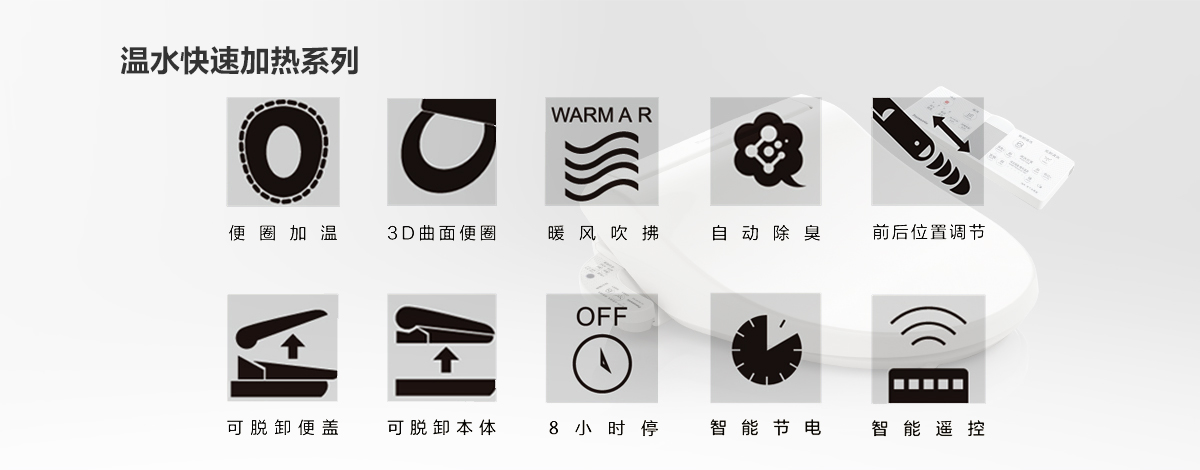 温水快速加热系列
WARM A R
便圈加温
3D曲面便圈
暖风吹拂
自动除臭
前后位置调节
OFF
可脱卸便盖
可脱卸本体
8小时停
智能节电
智能遥控